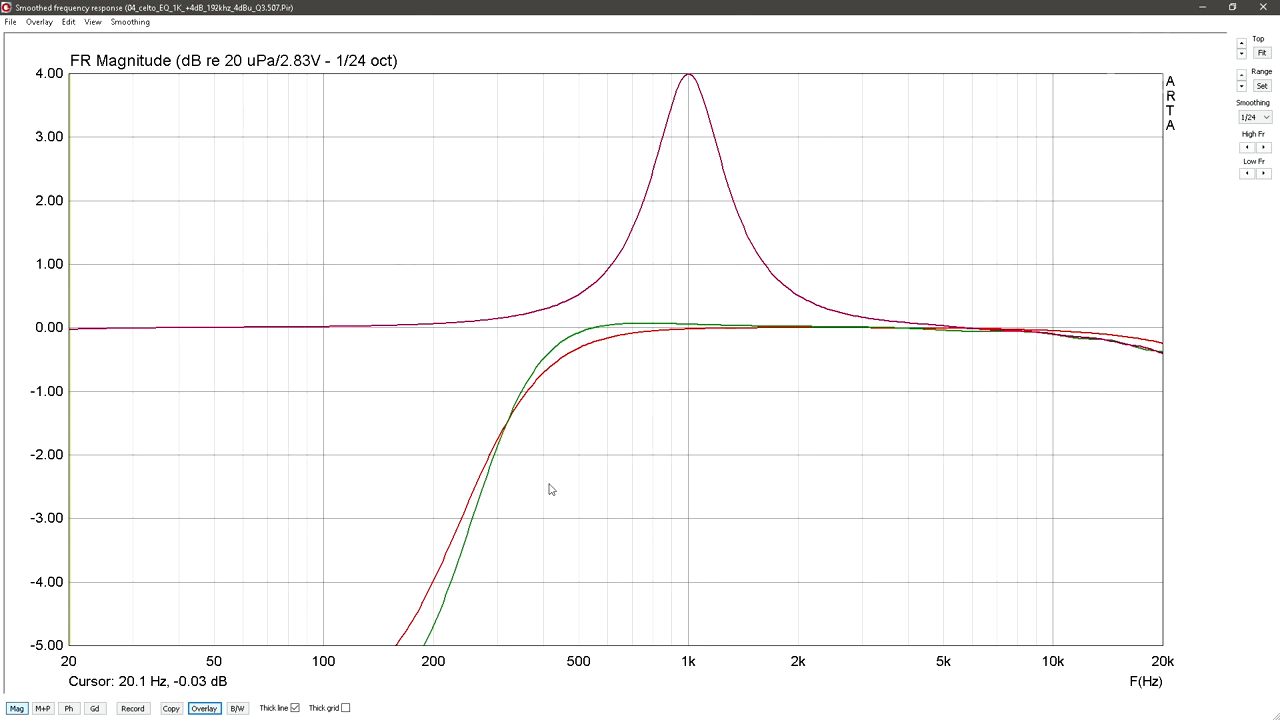 Smoothed frequency response (04_celto_EQ_1K_+4dB_192khz_4dBu_Q3.507.Pir)
File Overlay Edit View Smoothing
FR Magnitude (dB re 20 uPa/2.83V - 1/24 oct)
Top
Fit
Range
Set
Smoothing
1/24
High Fr
Low Fr
A
R
T
A
4.00
3.00
2.00
1.00
0.00
-1.00
-2.00
-3.00
-4.00
-5.00
20 50 100 200 500 1k 2k 5k 10k 20k
Cursor: 20.1 Hz, -0.03 dB F(Hz)
Mag M+P Ph Gd Record Copy Overlay B/W Thick line Thick grid